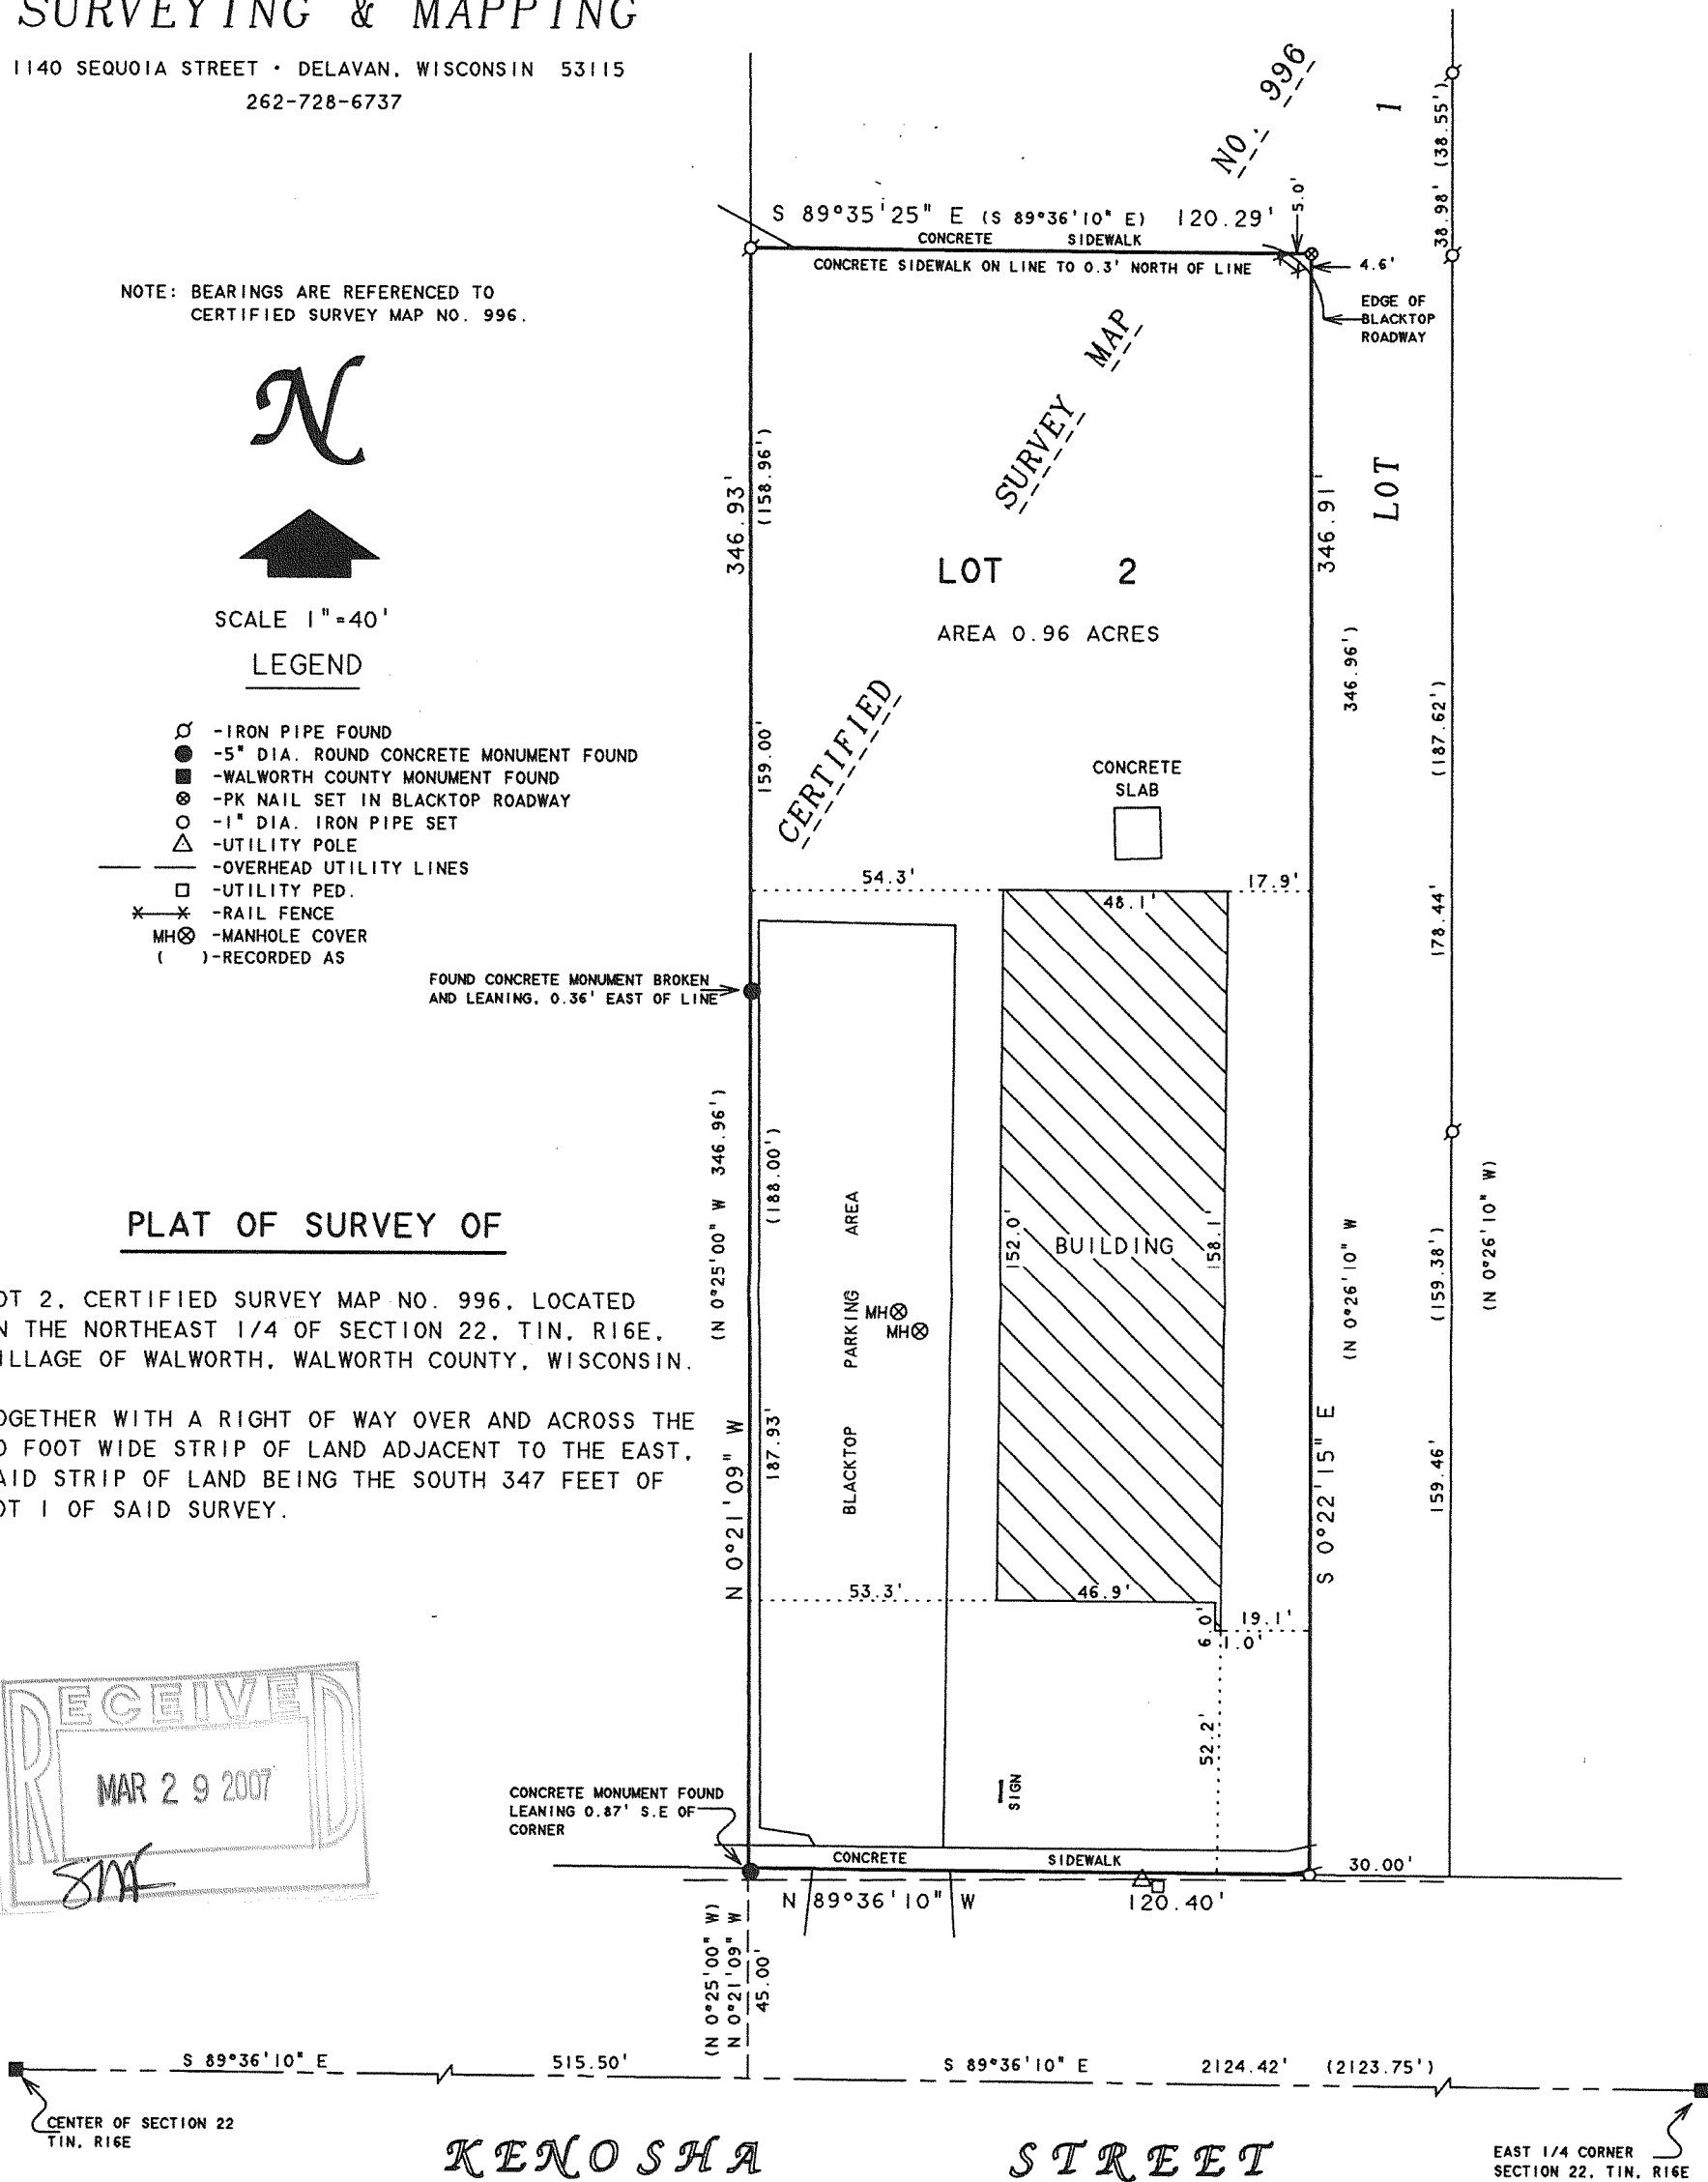 SURVEYING & MAPPING
1140 SEQUOIA STREET • DELAVAN, WISCONSIN 53115
262-728-6737
NOTE: BEARINGS ARE REFERENCED TO
CERTIFIED SURVEY MAP NO. 996.
N
SCALE 1"=40'
LEGEND
-IRON PIPE FOUND
-5" DIA. ROUND CONCRETE MONUMENT FOUND
-WALWORTH COUNTY MONUMENT FOUND
-PK NAIL SET IN BLACKTOP ROADWAY
-1" DIA. IRON PIPE SET
-UTILITY POLE
-OVERHEAD UTILITY LINES
-UTILITY PED.
-RAIL FENCE
MH -MANHOLE COVER
( )-RECORDED AS
FOUND CONCRETE MONUMENT BROKEN
AND LEANING, 0.36' EAST OF LINE
PLAT OF SURVEY OF
OT 2, CERTIFIED SURVEY MAP NO. 996, LOCATED
N THE NORTHEAST 1/4 OF SECTION 22, T1N, R16E,
ILLAGE OF WALWORTH, WALWORTH COUNTY, WISCONSIN.
OGETHER WITH A RIGHT OF WAY OVER AND ACROSS THE
0 FOOT WIDE STRIP OF LAND ADJACENT TO THE EAST,
AID STRIP OF LAND BEING THE SOUTH 347 FEET OF
OT 1 OF SAID SURVEY.
RECEIVED
MAR 29 2007
CONCRETE MONUMENT FOUND
LEANING 0.87' S.E OF
CORNER
S 89°35'25" E (S 89°36'10" E) 120.29'
CONCRETE SIDEWALK
CONCRETE SIDEWALK ON LINE TO 0.3' NORTH OF LINE
5.0'
4.6'
EDGE OF
BLACKTOP
ROADWAY
CERTIFIED SURVEY MAP NO. 996
LOT 1
38.98' (38.55')
346.93'
(158.96')
159.00'
346.91'
346.96')
LOT 2
AREA 0.96 ACRES
(187.62')
178.44'
CONCRETE
SLAB
54.3'
48.1'
17.9'
(N 0°25'00" W 346.96')
(188.00')
187.93'
N 0°21'09" W
BLACKTOP PARKING AREA
MH
MH
152.0'
BUILDING
158.1'
(N 0°26'10" W
S 0°22'15" E
(159.38')
159.46'
(N 0°26'10" W)
53.3'
46.9'
6.0'
19.1'
1.0'
52.2'
SIGN
CONCRETE SIDEWALK
30.00'
N 89°36'10" W 120.40'
(N 0°25'00" W)
N 0°21'09" W
45.00'
S 89°36'10" E 515.50'
S 89°36'10" E 2124.42' (2123.75')
CENTER OF SECTION 22
T1N, R16E
KENOSHA STREET
EAST 1/4 CORNER
SECTION 22, T1N, R16E